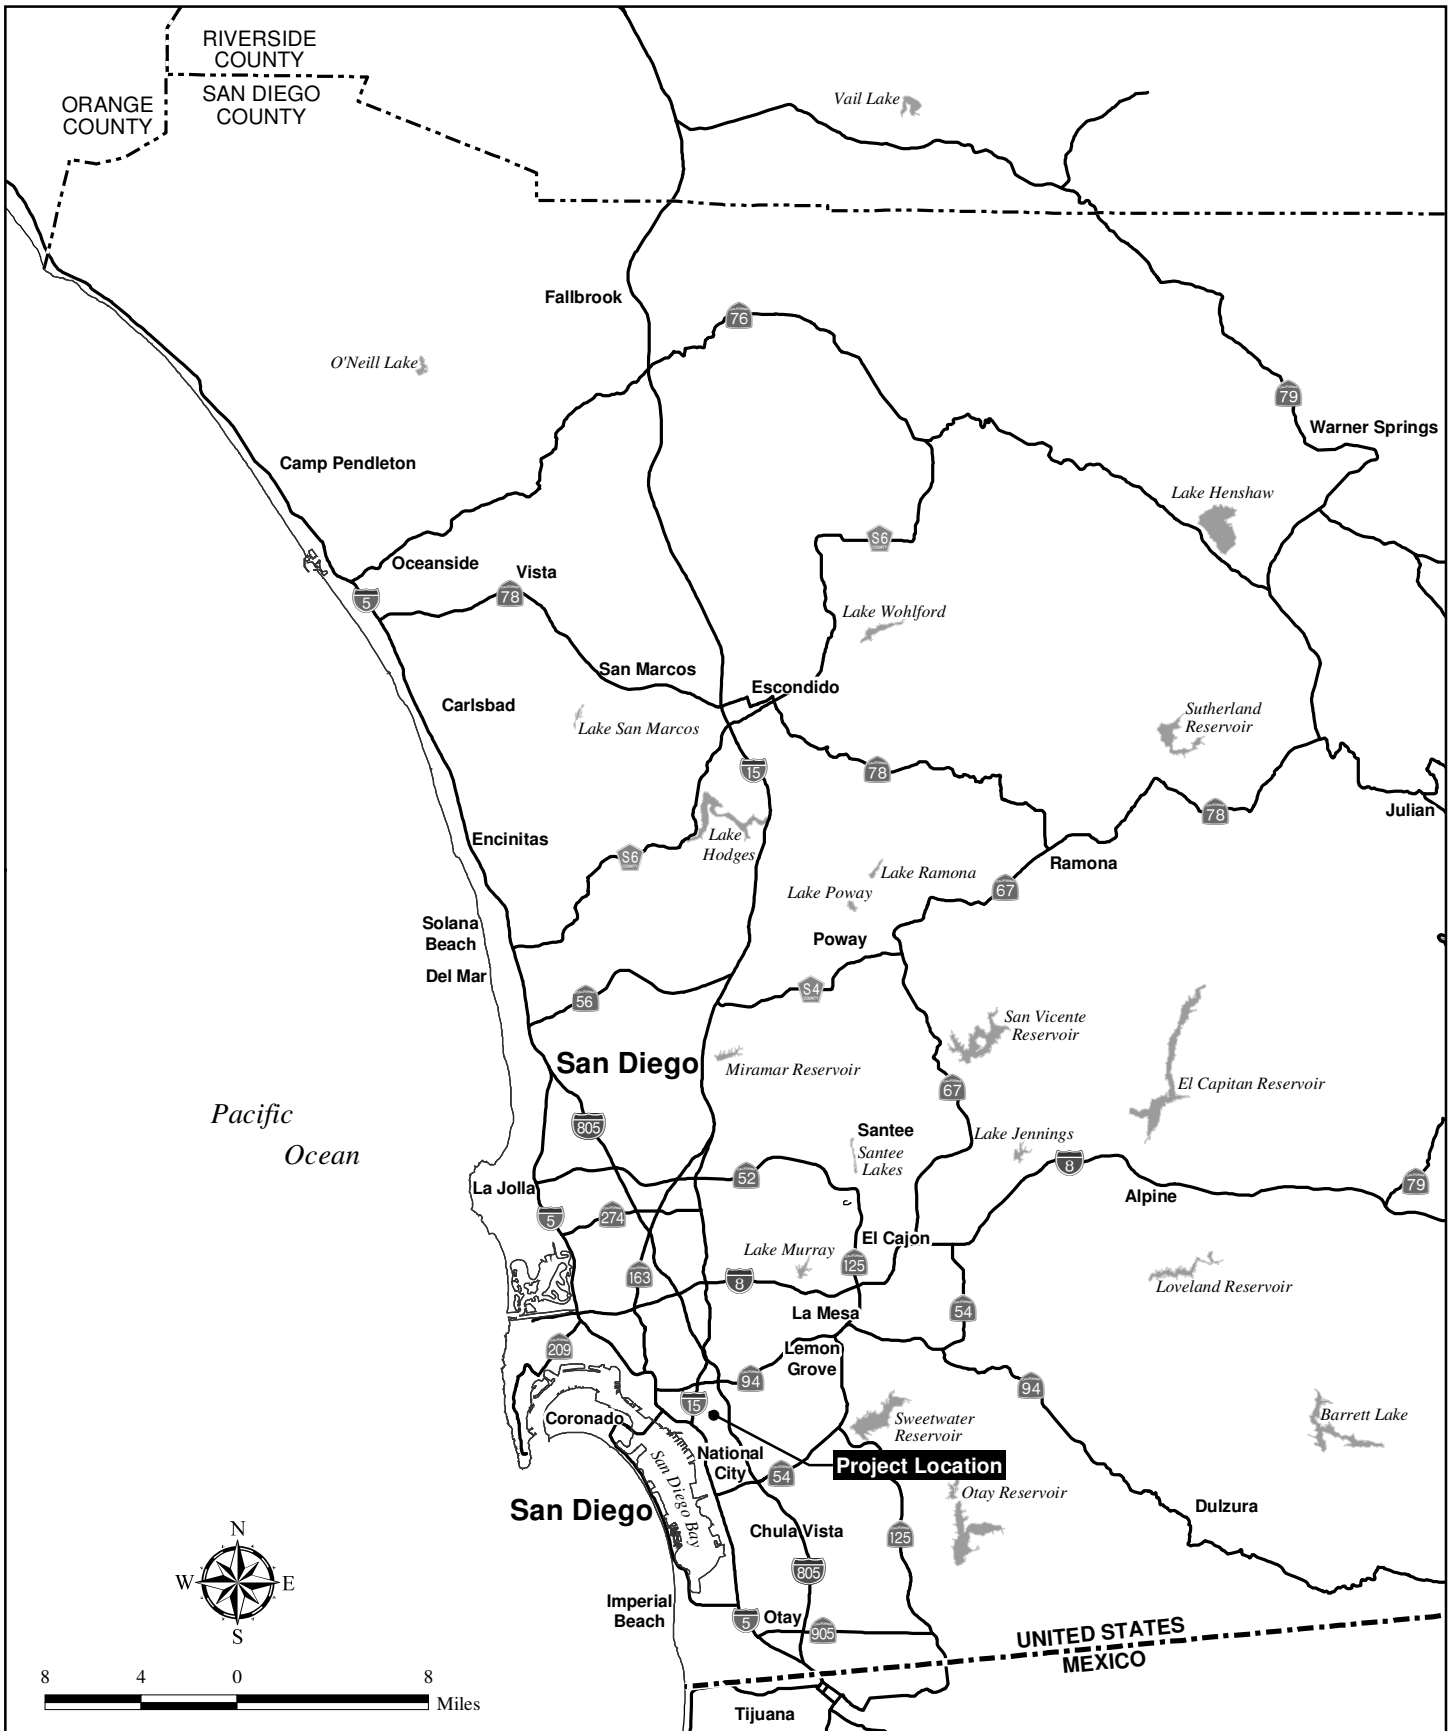 RIVERSIDE
COUNTY
ORANGE
COUNTY
SAN DIEGO
COUNTY
Vail Lake
Fallbrook
76
O'Neill Lake
79
Warner Springs
Camp Pendleton
Lake Henshaw
S6
COUNTY
Oceanside
Vista
5
78
Lake Wohlford
San Marcos
Escondido
Carlsbad
Lake San Marcos
Sutherland
Reservoir
15
78
78
Julian
Encinitas
Lake
Hodges
S6
COUNTY
Ramona
Lake Ramona
67
Lake Poway
Solana
Beach
Poway
Del Mar
56
S4
COUNTY
San Vicente
Reservoir
San Diego
Miramar Reservoir
67
El Capitan Reservoir
Pacific
Ocean
805
Santee
Santee
Lakes
Lake Jennings
8
52
La Jolla
Alpine
79
5
274
El Cajon
Lake Murray
125
163
8
Loveland Reservoir
La Mesa
54
209
Lemon
Grove
94
94
15
Coronado
Sweetwater
Reservoir
Barrett Lake
National
City
54
Project Location
San Diego Bay
Otay Reservoir
San Diego
Dulzura
Chula Vista
125
805
N
W
E
S
Imperial
Beach
5
Otay
905
UNITED STATES
MEXICO
8
4
0
8
Miles
Tijuana